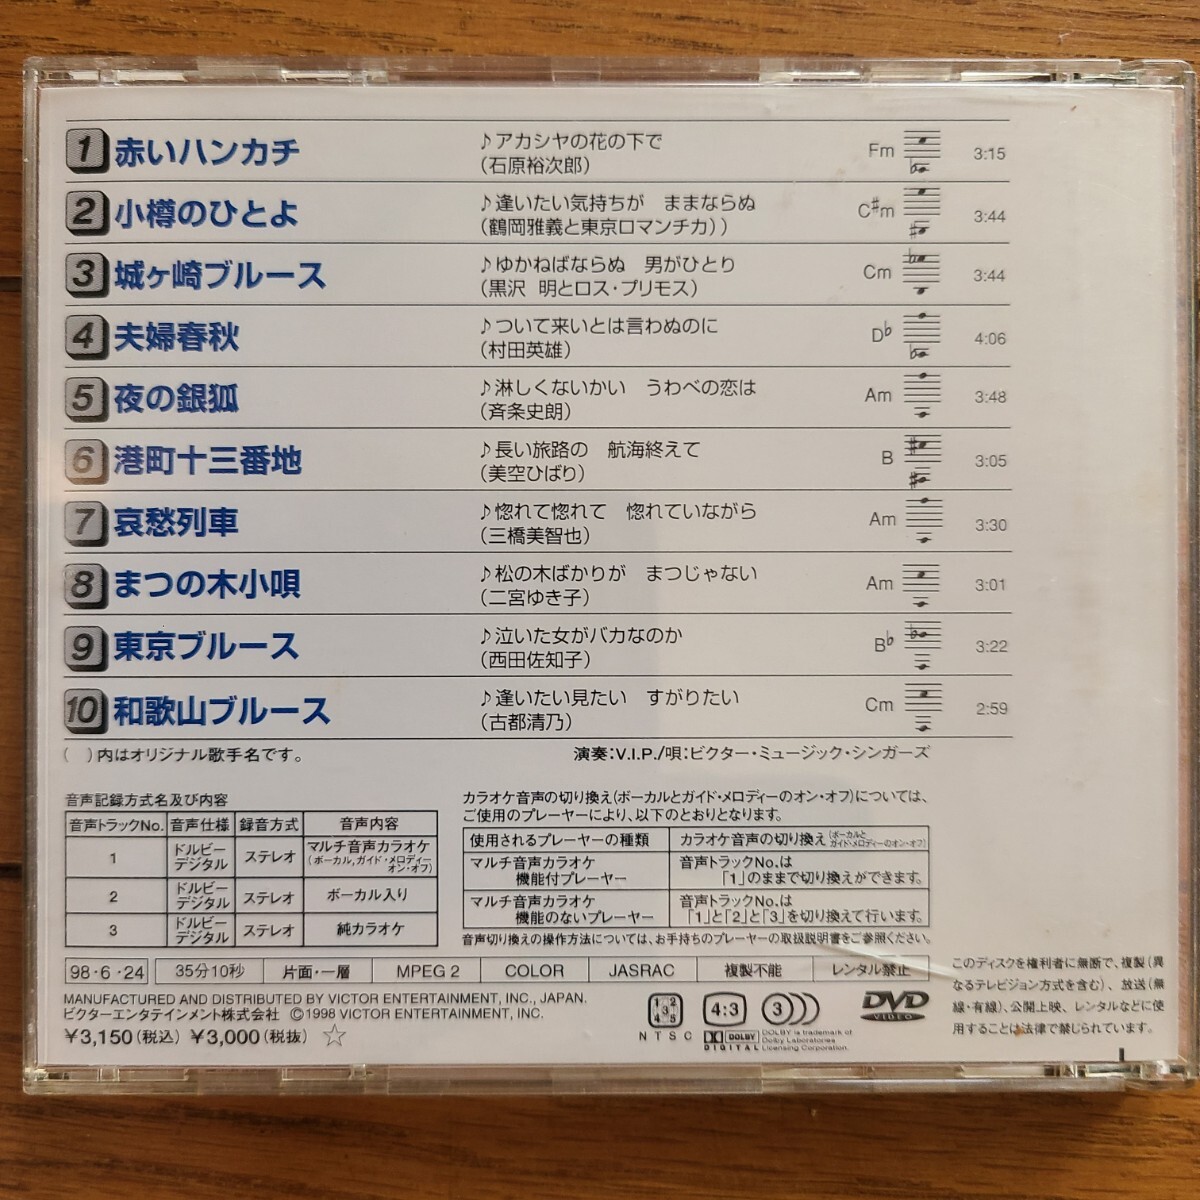 1 赤いハンカチ ♪アカシヤの花の下で Fm 3:15
(石原裕次郎)
2 小樽のひとよ ♪逢いたい気持ちが ままならぬ C♯m 3:44
(鶴岡雅義と東京ロマンチカ))
3 城ヶ崎ブルース ♪ゆかねばならぬ 男がひとり Cm 3:44
(黒沢 明とロス・プリモス)
4 夫婦春秋 ♪ついて来いとは言わぬのに D♭ 4:06
(村田英雄)
5 夜の銀狐 ♪淋しくないかい うわべの恋は Am 3:48
(斉条史朗)
6 港町十三番地 ♪長い旅路の 航海終えて B 3:05
(美空ひばり)
7 哀愁列車 ♪惚れて惚れて 惚れていながら Am 3:30
(三橋美智也)
8 まつの木小唄 ♪松の木ばかりが まつじゃない Am 3:01
(二宮ゆき子)
9 東京ブルース ♪泣いた女がバカなのか B♭ 3:22
(西田佐知子)
10 和歌山ブルース ♪逢いたい見たい すがりたい Cm 2:59
(古都清乃)
( )内はオリジナル歌手名です。 演奏:V.I.P./唄:ビクター・ミュージック・シンガーズ
音声記録方式名及び内容
音声トラックNo. 音声仕様 録音方式 音声内容
1 ドルビーデジタル ステレオ マルチ音声カラオケ
(ボーカル,ガイド・メロディーオン・オフ)
2 ドルビーデジタル ステレオ ボーカル入り
3 ドルビーデジタル ステレオ 純カラオケ
カラオケ音声の切り換え(ボーカルとガイド・メロディーのオン・オフ)については、
ご使用のプレーヤーにより、以下のとおりとなります。
使用されるプレーヤーの種類 カラオケ音声の切り換え(ボーカルとガイド・メロディーのオン・オフ)
マルチ音声カラオケ 音声トラックNo.は
機能付プレーヤー 「1」のままで切り換えができます。
マルチ音声カラオケ 音声トラックNo.は
機能のないプレーヤー 「1」と「2」と「3」を切り換えて行います。
音声切り換えの操作方法については、お手持ちのプレーヤーの取扱説明書をご参照ください。
98・6・24 35分10秒 片面・一層 MPEG 2 COLOR JASRAC 複製不能 レンタル禁止
MANUFACTURED AND DISTRIBUTED BY VICTOR ENTERTAINMENT, INC., JAPAN.
ビクターエンタテインメント株式会社 ©1998 VICTOR ENTERTAINMENT, INC.
¥3,150(税込) ¥3,000(税抜) ☆
1 2 3 4 5
NTSC
4:3
3
DOLBY DIGITAL
DOLBY is trademark of
Dolby Laboratories
Licensing Corporation.
DVD VIDEO
このディスクを権利者に無断で、複製(異
なるテレビジョン方式を含む)、放送(無
線・有線)、公開上映、レンタルなどに使
用することは法律で禁じられています。